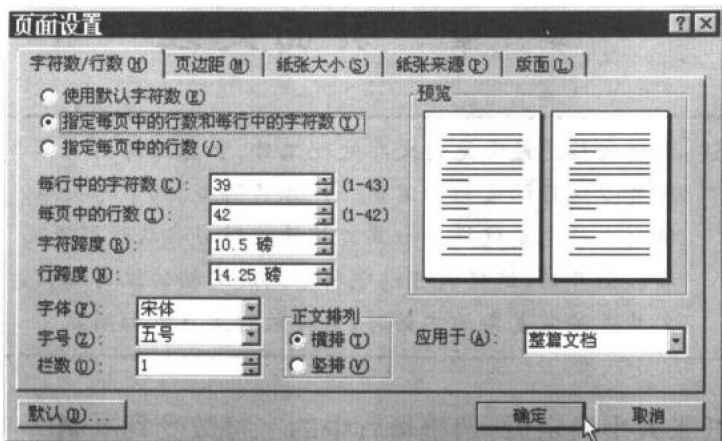 页面设置
字符数/行数(H) 页边距(M) 纸张大小(S) 纸张来源(P) 版面(L)
使用默认字符数(E)
指定每页中的行数和每行中的字符数(Y)
指定每页中的行数(/)
预览
每行中的字符数(C): 39 (1-43)
每页中的行数(I): 42 (1-42)
字符跨度(R): 10.5 磅
行跨度(N): 14.25 磅
字体(F): 宋体
字号(Z): 五号
栏数(O): 1
正文排列
横排(T)
竖排(V)
应用于(A): 整篇文档
默认(D)... 确定 取消